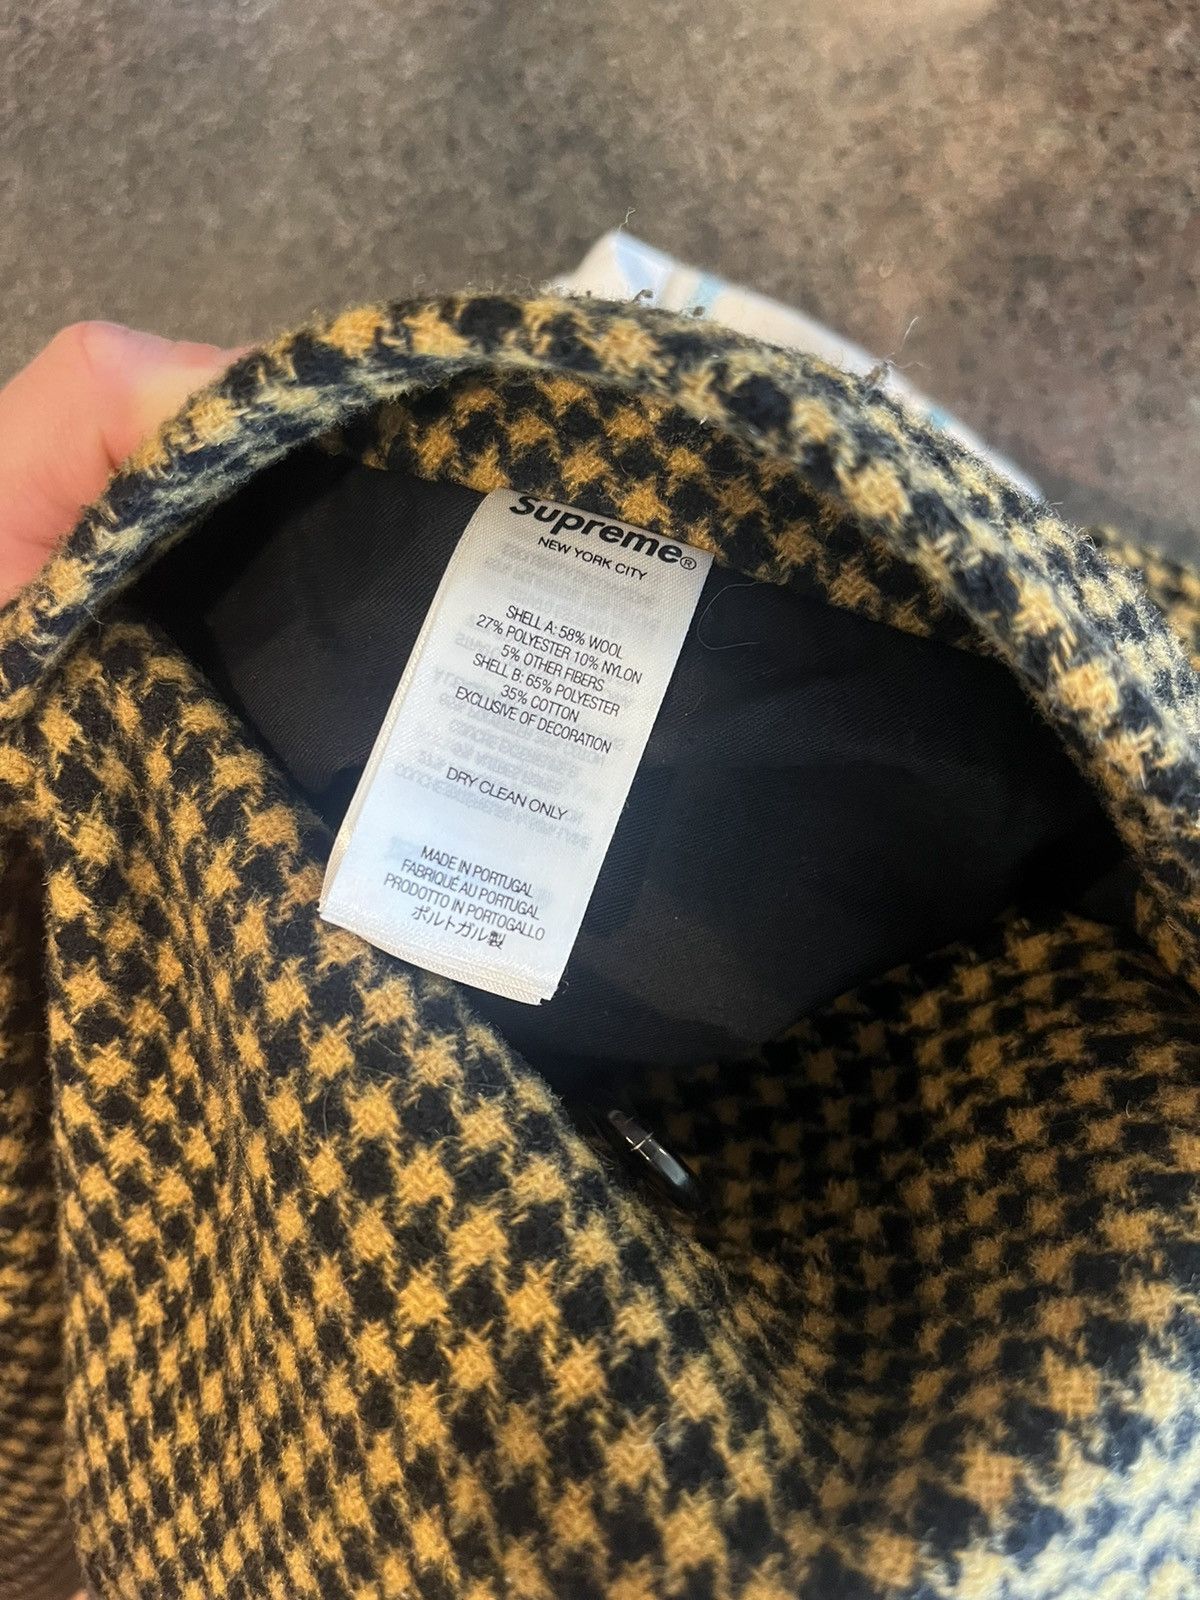 Supreme®
NEW YORK CITY
SHELL A: 58% WOOL
27% POLYESTER 10% NYLON
5% OTHER FIBERS
SHELL B: 65% POLYESTER
35% COTTON
EXCLUSIVE OF DECORATION
DRY CLEAN ONLY
MADE IN PORTUGAL
FABRIQUÉ AU PORTUGAL
PRODOTTO IN PORTOGALLO
ポルトガル製